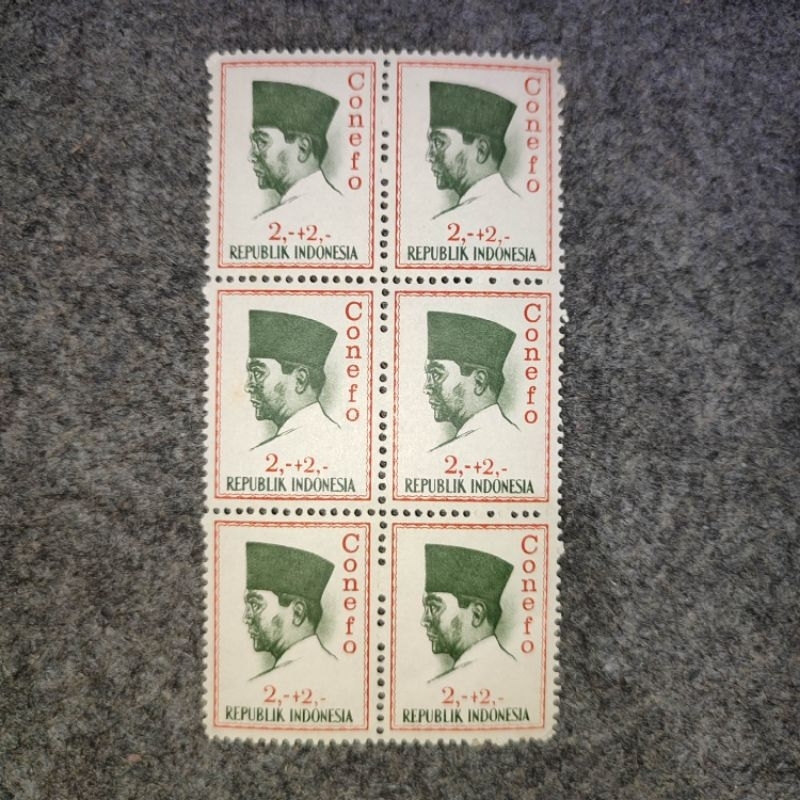 Conefo
2,-+2,-
REPUBLIK INDONESIA
Conefo
2,-+2,-
REPUBLIK INDONESIA
Conefo
2,-+2,-
REPUBLIK INDONESIA
Conefo
2,-+2,-
REPUBLIK INDONESIA
Conefo
2,-+2,-
REPUBLIK INDONESIA
Conefo
2,-+2,-
REPUBLIK INDONESIA